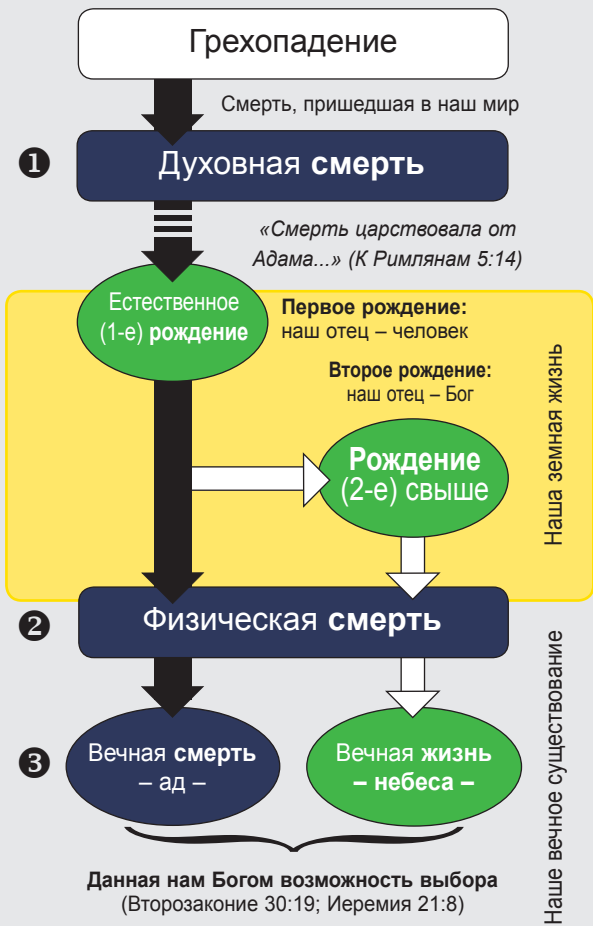 Грехопадение
Смерть, пришедшая в наш мир
❶
Духовная смерть
«Смерть царствовала от
Адама...» (К Римлянам 5:14)
Естественное
(1-е) рождение
Первое рождение:
наш отец – человек
Второе рождение:
наш отец – Бог
Рождение
(2-е) свыше
Наша земная жизнь
❷
Физическая смерть
❸
Вечная смерть
– ад –
Вечная жизнь
– небеса –
Наше вечное существование
Данная нам Богом возможность выбора
(Второзаконие 30:19; Иеремия 21:8)